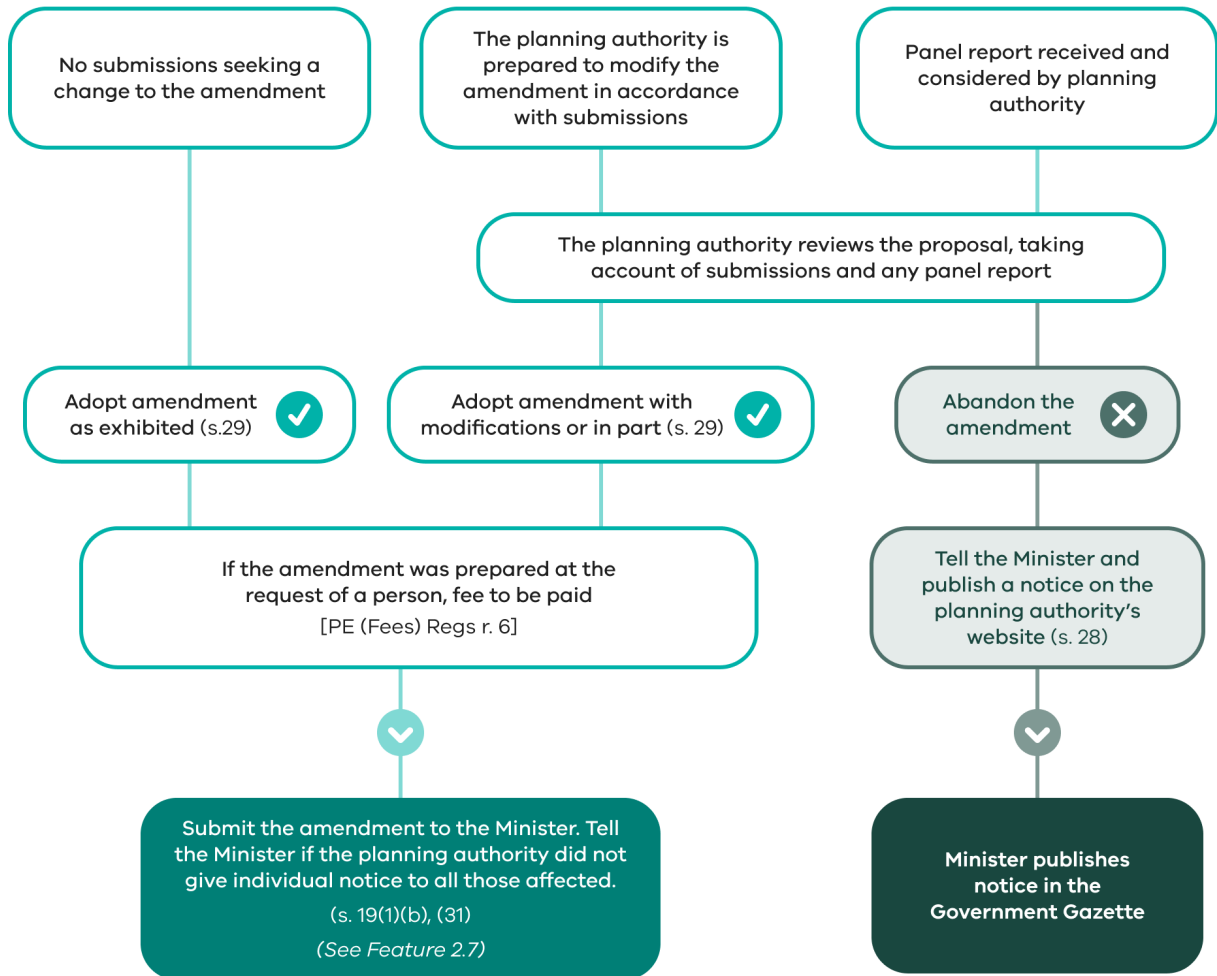 No submissions seeking a
change to the amendment
The planning authority is
prepared to modify the
amendment in accordance
with submissions
Panel report received and
considered by planning
authority
The planning authority reviews the proposal, taking
account of submissions and any panel report
Adopt amendment
as exhibited (s.29)
Adopt amendment with
modifications or in part (s. 29)
Abandon the
amendment
If the amendment was prepared at the
request of a person, fee to be paid
[PE (Fees) Regs r. 6]
Tell the Minister and
publish a notice on the
planning authority’s
website (s. 28)
Submit the amendment to the Minister. Tell
the Minister if the planning authority did not
give individual notice to all those affected.
(s. 19(1)(b), (31)
(See Feature 2.7)
Minister publishes
notice in the
Government Gazette